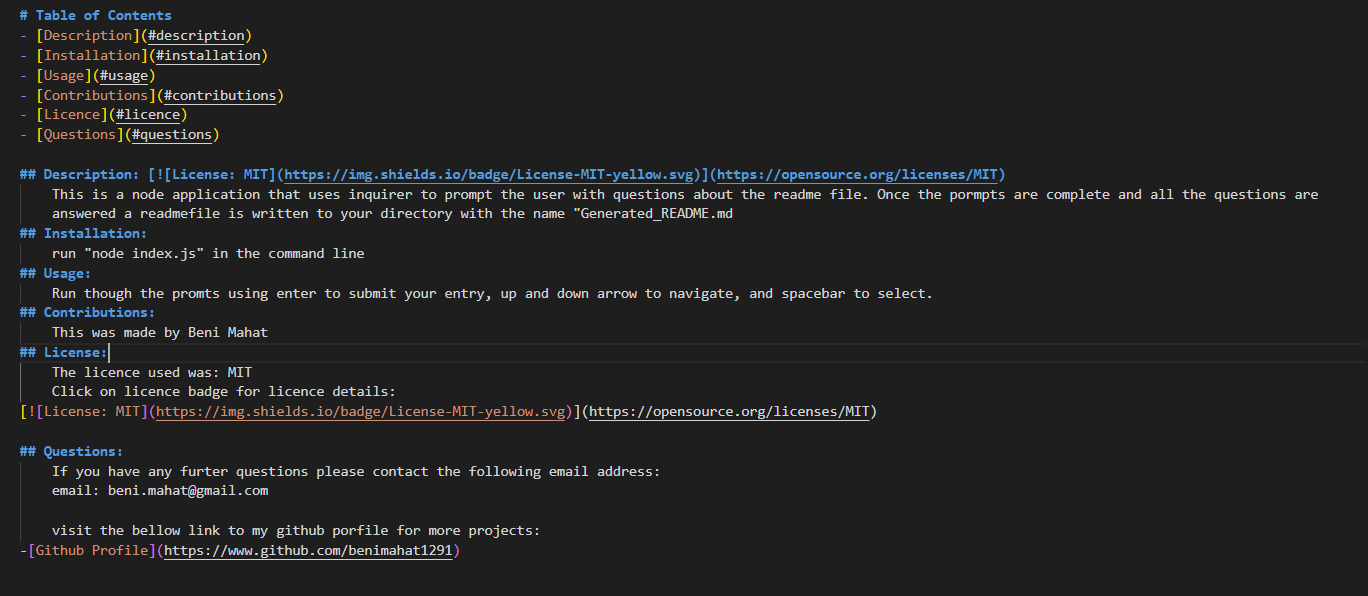 # Table of Contents
- [Description](#description)
- [Installation](#installation)
- [Usage](#usage)
- [Contributions](#contributions)
- [Licence](#licence)
- [Questions](#questions)
## Description: [![License: MIT](https://img.shields.io/badge/License-MIT-yellow.svg)](https://opensource.org/licenses/MIT)
This is a node application that uses inquirer to prompt the user with questions about the readme file. Once the pormpts are complete and all the questions are
answered a readmefile is written to your directory with the name "Generated_README.md
## Installation:
run "node index.js" in the command line
## Usage:
Run though the promts using enter to submit your entry, up and down arrow to navigate, and spacebar to select.
## Contributions:
This was made by Beni Mahat
## License:
The licence used was: MIT
Click on licence badge for licence details:
[![License: MIT](https://img.shields.io/badge/License-MIT-yellow.svg)](https://opensource.org/licenses/MIT)
## Questions:
If you have any furter questions please contact the following email address:
email: beni.mahat@gmail.com
visit the bellow link to my github porfile for more projects:
-[Github Profile](https://www.github.com/benimahat1291)